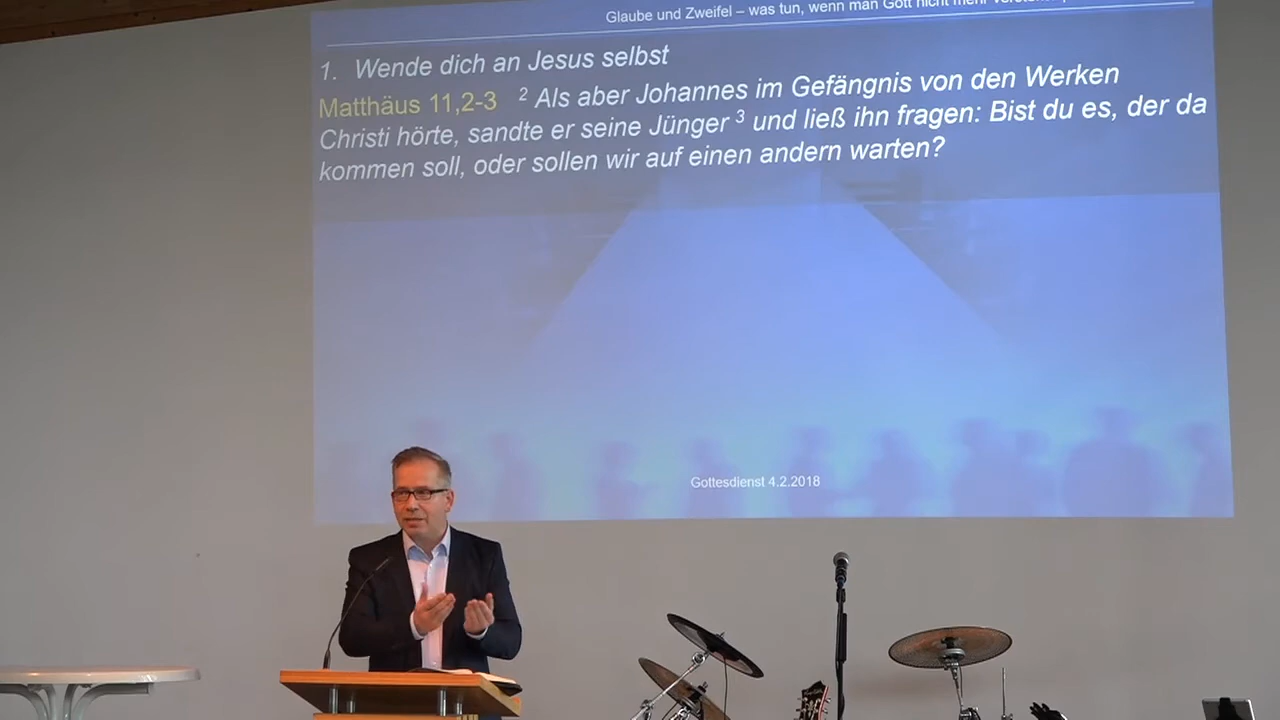 Glaube und Zweifel – was tun, wenn man Gott nicht mehr
1. Wende dich an Jesus selbst
Matthäus 11,2-3 ² Als aber Johannes im Gefängnis von den Werken
Christi hörte, sandte er seine Jünger ³ und ließ ihn fragen: Bist du es, der da
kommen soll, oder sollen wir auf einen andern warten?
Gottesdienst 4.2.2018